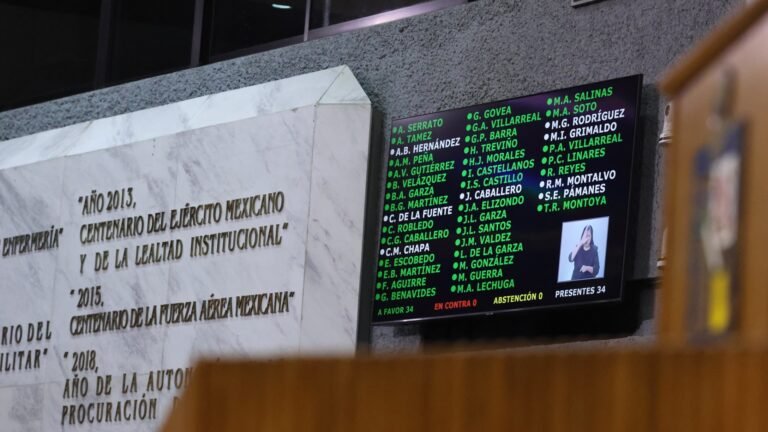 ENFERMERÍA"
RIO DEL
ILITAR"
"AÑO 2013,
CENTENARIO DEL EJÉRCITO MEXICANO
Y DE LA LEALTAD INSTITUCIONAL"
"2015,
CENTENARIO DE LA FUERZA AÉREA MEXICANA"
"2018,
AÑO DE LA AUTON
PROCURACIÓN DE
A. SERRATO
A. TAMEZ
A.B. HERNÁNDEZ
A.M. PEÑA
A.V. GUTIÉRREZ
B. VELÁZQUEZ
B.A. GARZA
B.G. MARTÍNEZ
C. DE LA FUENTE
C. ROBLEDO
C.G. CABALLERO
C.M. CHAPA
E. ESCOBEDO
E.B. MARTÍNEZ
F. AGUIRRE
G. BENAVIDES
G. GOVEA
G.A. VILLARREAL
G.P. BARRA
H. TREVIÑO
H.J. MORALES
I. CASTELLANOS
I.S. CASTILLO
J. CABALLERO
J.A. ELIZONDO
J.L. GARZA
J.L. SANTOS
J.M. VALDEZ
L. DE LA GARZA
M. GONZÁLEZ
M. GUERRA
M.A. LECHUGA
M.A. SALINAS
M.A. SOTO
M.G. RODRÍGUEZ
M.I. GRIMALDO
P.A. VILLARREAL
P.C. LINARES
R. REYES
R.M. MONTALVO
S.E. PÁMANES
T.R. MONTOYA
A FAVOR 34
EN CONTRA 0
ABSTENCIÓN 0
PRESENTES 34